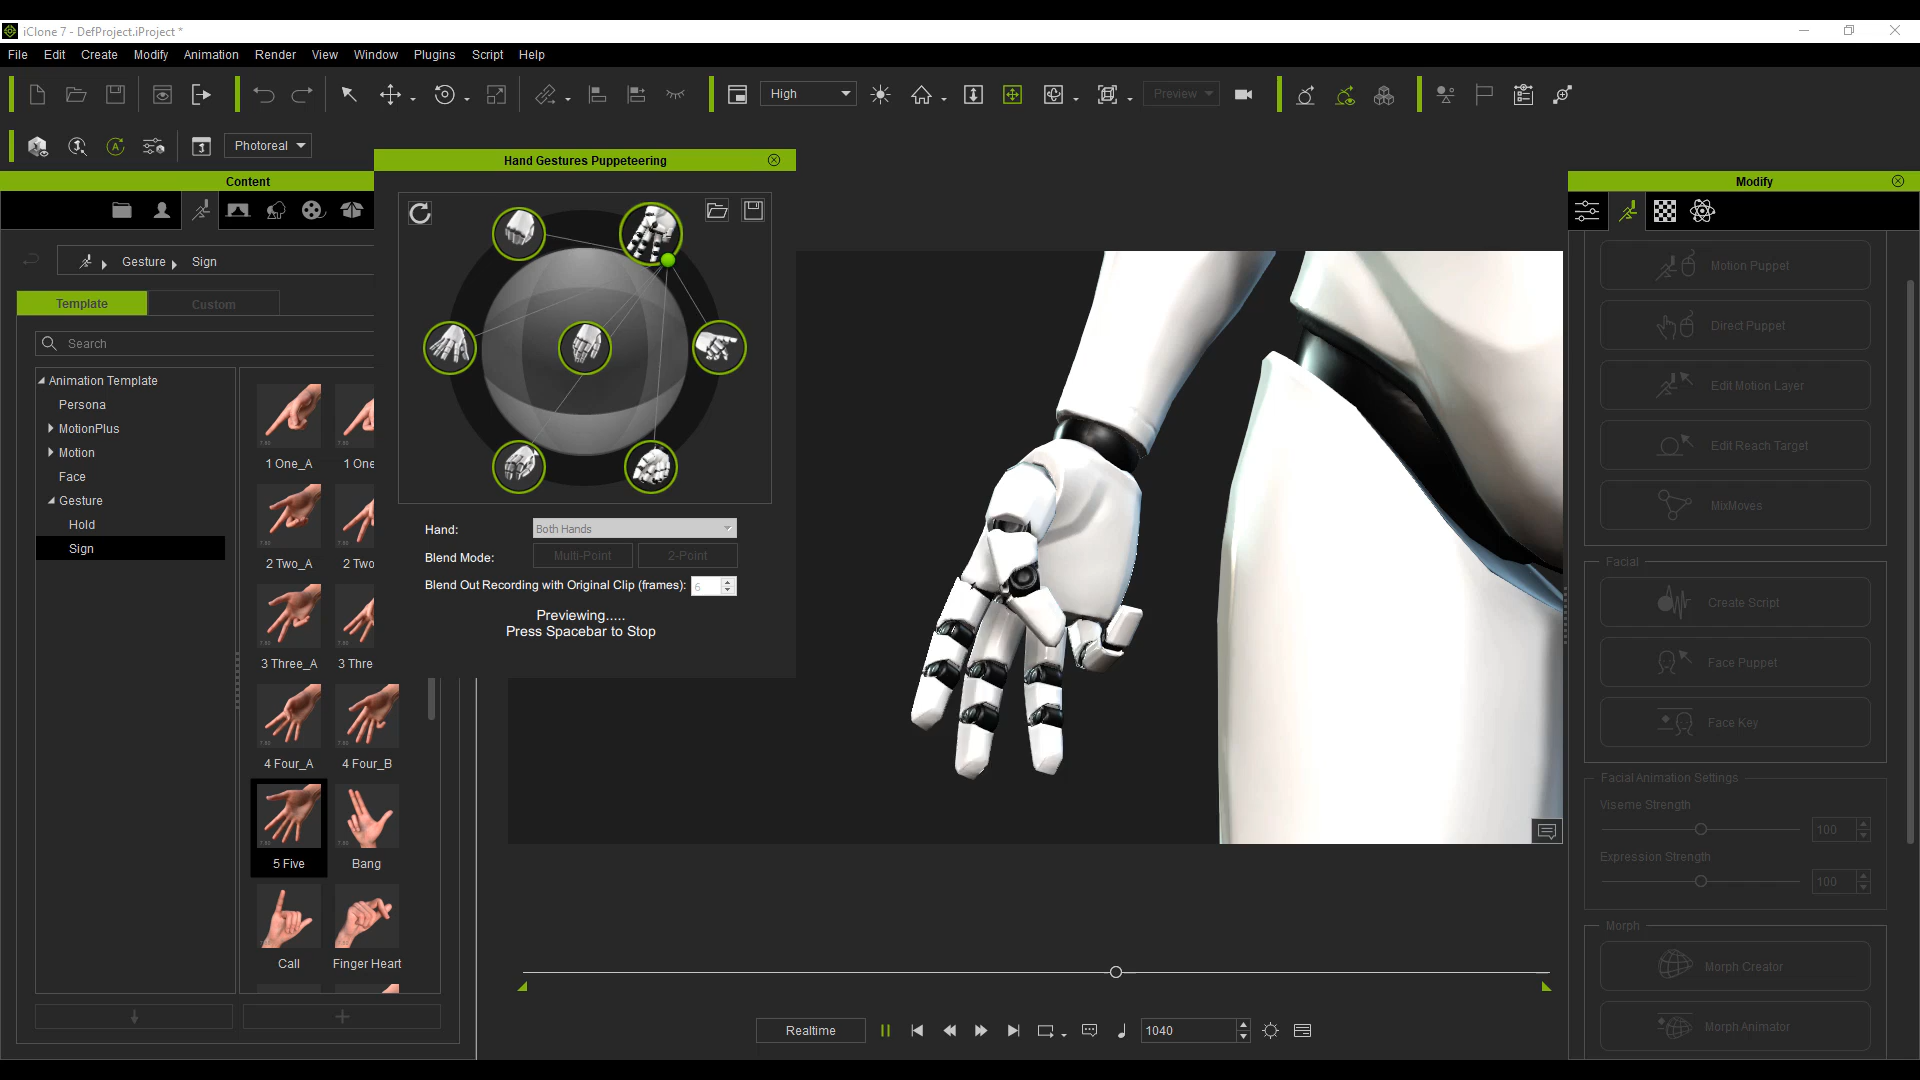 iClone 7 - DefProject.iProject *
File Edit Create Modify Animation Render View Window Plugins Script Help
High
Preview
Photoreal
Content
Hand Gestures Puppeteering
Modify
Gesture Sign
Template Custom
Search
Animation Template
Persona
MotionPlus
Motion
Face
Gesture
Hold
Sign
1 One_A 1 One
2 Two_A 2 Two
3 Three_A 3 Three
4 Four_A 4 Four_B
5 Five Bang
Call Finger Heart
Hand: Both Hands
Blend Mode: Multi-Point 2-Point
Blend Out Recording with Original Clip (frames): 6
Previewing.....
Press Spacebar to Stop
Motion Puppet
Direct Puppet
Edit Motion Layer
Edit Reach Target
MixMoves
Facial
Create Script
Face Puppet
Face Key
Facial Animation Settings
Viseme Strength
100
Expression Strength
100
Morph
Morph Creator
Morph Animator
Realtime 1040